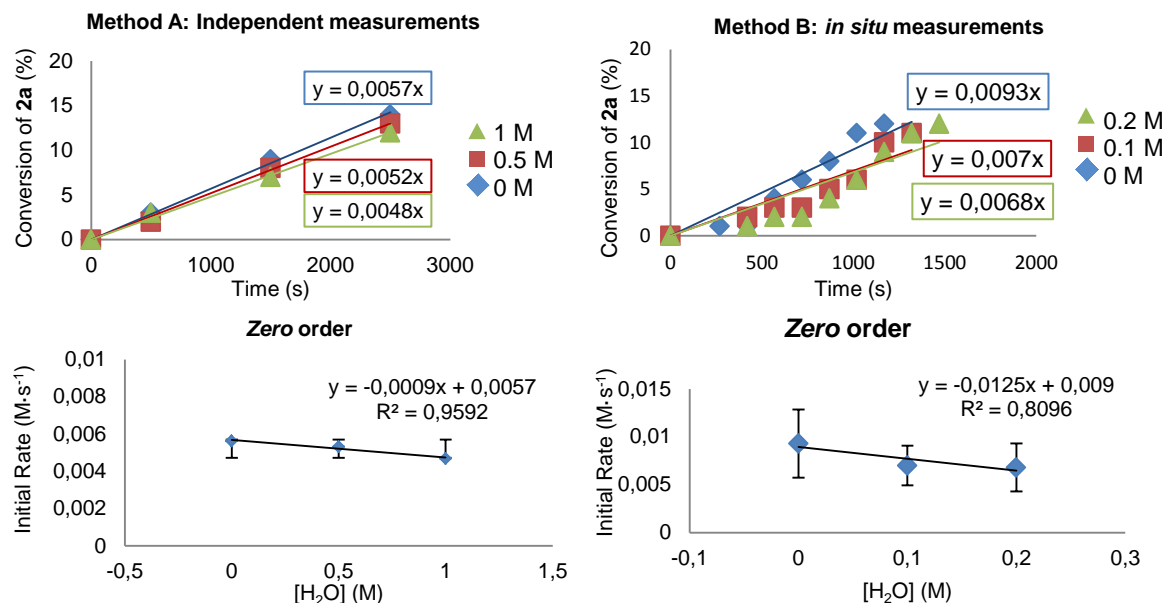 Method A: Independent measurements
Conversion of 2a (%)
20
15
10
5
0
y = 0,0057x
y = 0,0052x
y = 0,0048x
1 M
0.5 M
0 M
0
1000
2000
3000
Time (s)
Method B: in situ measurements
Conversion of 2a (%)
20
15
10
5
0
y = 0,0093x
y = 0,007x
y = 0,0068x
0.2 M
0.1 M
0 M
0
500
1000
1500
2000
Time (s)
Zero order
Initial Rate (M·s⁻¹)
0,01
0,008
0,006
0,004
0,002
0
y = -0,0009x + 0,0057
R² = 0,9592
-0,5
0
0,5
1
1,5
[H₂O] (M)
Zero order
Initial Rate (M·s⁻¹)
0,015
0,01
0,005
0
y = -0,0125x + 0,009
R² = 0,8096
-0,1
0
0,1
0,2
0,3
[H₂O] (M)